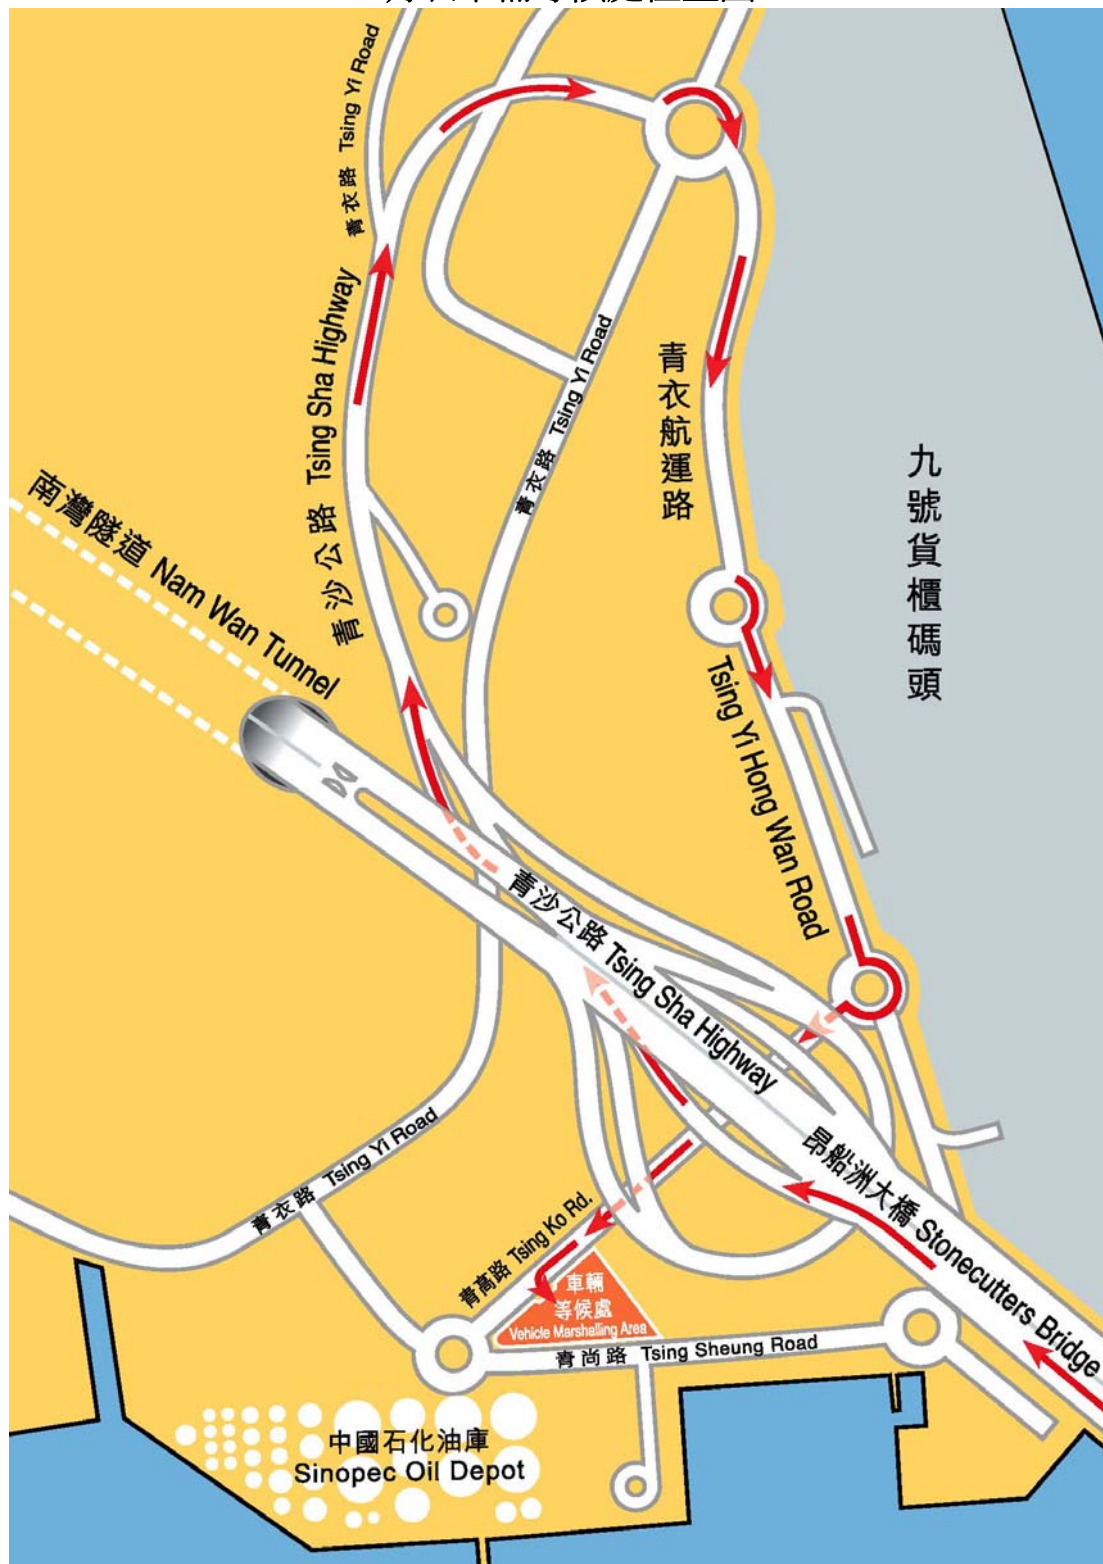 青衣路 Tsing Yi Road
青沙公路 Tsing Sha Highway
青衣路 Tsing Yi Road
青衣航運路
九號貨櫃碼頭
南灣隧道 Nam Wan Tunnel
Tsing Yi Hong Wan Road
青沙公路 Tsing Sha Highway
昂船洲大橋 Stonecutters Bridge
青衣路 Tsing Yi Road
青高路 Tsing Ko Rd.
車輛
等候處
Vehicle Marshalling Area
青尚路 Tsing Sheung Road
中國石化油庫
Sinopec Oil Depot